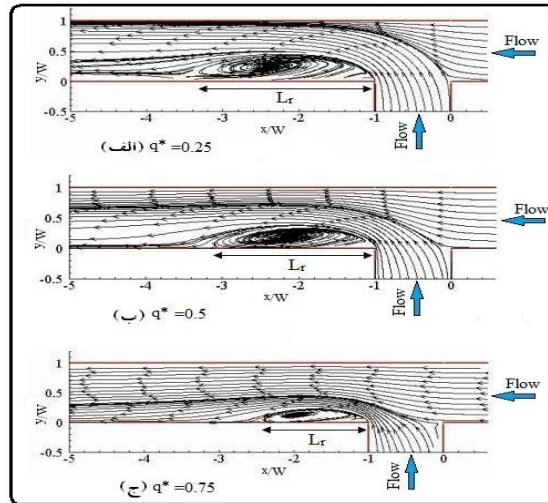 1
y/W
0.5
0
-0.5
Flow
Lr
Flow
-5 -4 -3 -2 -1 0
x/W
(الف) q* =0.25
1
y/W
0.5
0
-0.5
Flow
Lr
Flow
-5 -4 -3 -2 -1 0
x/W
(ب) q* =0.5
1
y/W
0.5
0
-0.5
Flow
Lr
Flow
-5 -4 -3 -2 -1 0
x/W
(ج) q* =0.75